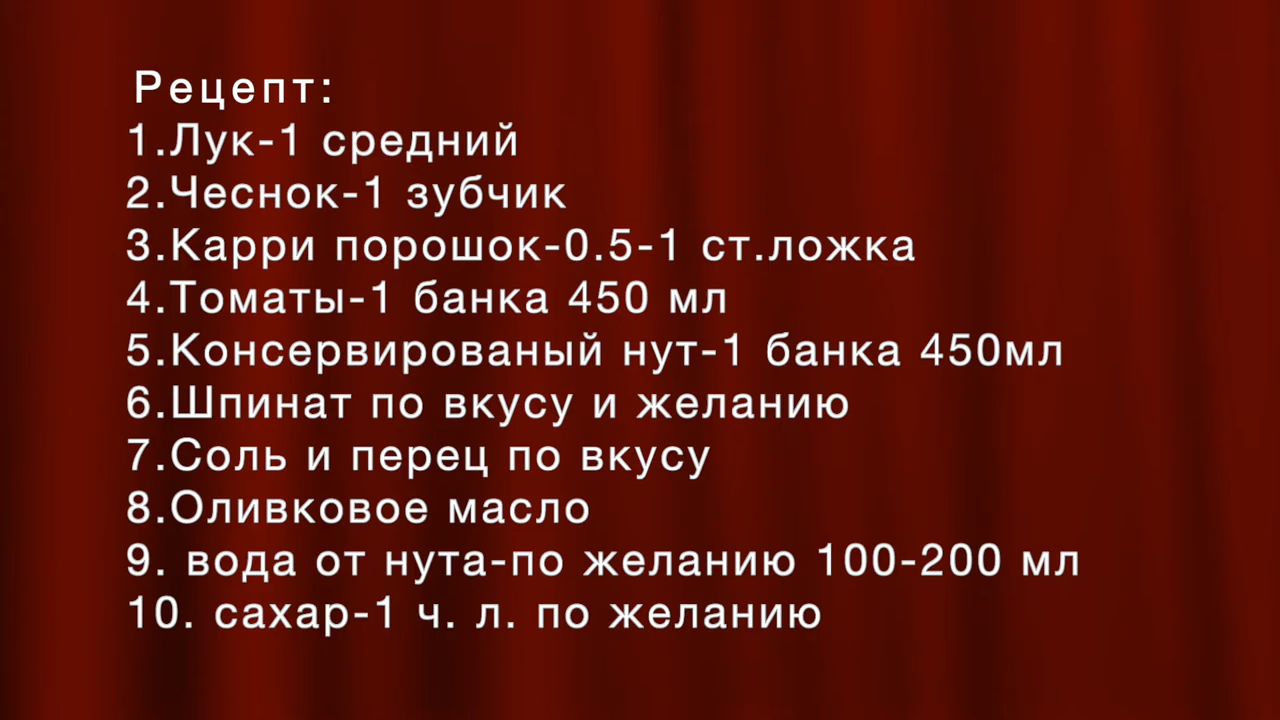 Рецепт:
1.Лук-1 средний
2.Чеснок-1 зубчик
3.Карри порошок-0.5-1 ст.ложка
4.Томаты-1 банка 450 мл
5.Консервированый нут-1 банка 450мл
6.Шпинат по вкусу и желанию
7.Соль и перец по вкусу
8.Оливковое масло
9. вода от нута-по желанию 100-200 мл
10. сахар-1 ч. л. по желанию